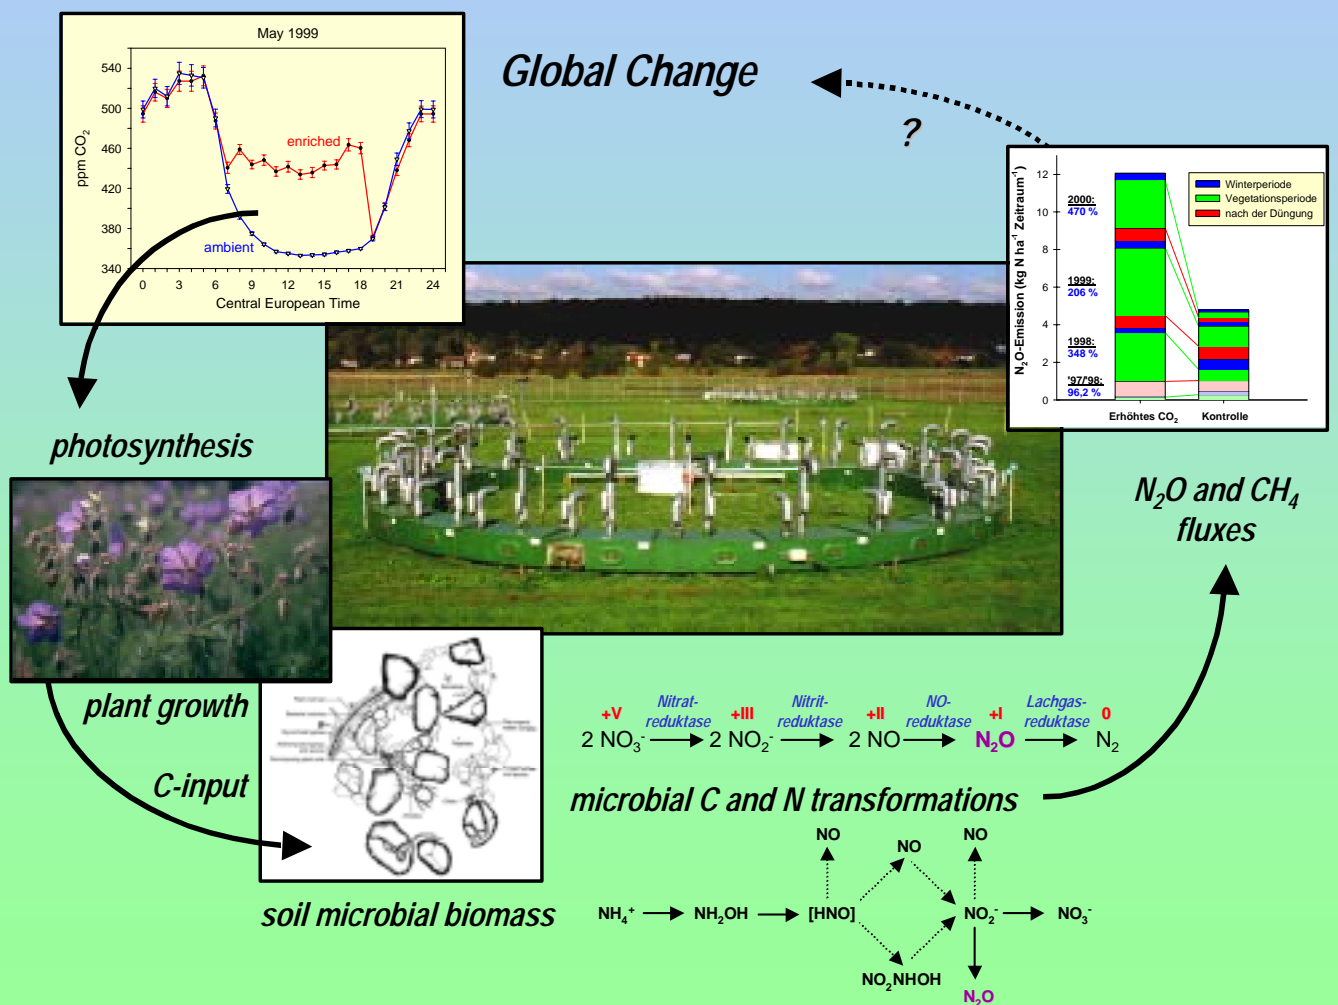 May 1999
540
500
460
420
380
340
ppm CO₂
enriched
ambient
0 3 6 9 12 15 18 21 24
Central European Time
Global Change
?
12
10
8
6
4
2
0
N₂O-Emission (kg N ha⁻¹ Zeitraum⁻¹)
2000:
470 %
1999:
206 %
1998:
348 %
'97/'98:
96,2 %
Winterperiode
Vegetationsperiode
nach der Düngung
Erhöhtes CO₂ Kontrolle
photosynthesis
N₂O and CH₄
fluxes
plant growth
C-input
soil microbial biomass
+V Nitrat-reduktase +III Nitrit-reduktase +II NO-reduktase +I Lachgas-reduktase 0
2 NO₃⁻ 2 NO₂⁻ 2 NO N₂O N₂
microbial C and N transformations
NO NO NO
NH₄⁺ NH₂OH [HNO] NO₂⁻ NO₃⁻
NO₂NHOH
N₂O